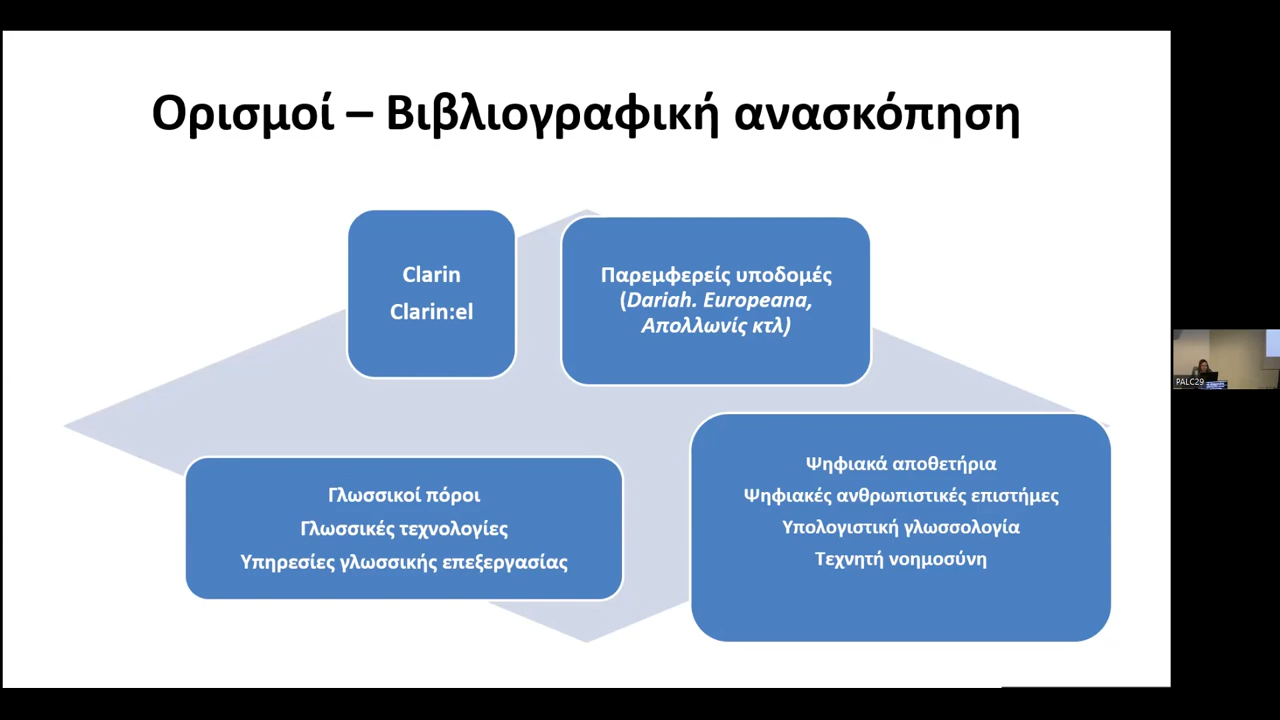 Ορισμοί – Βιβλιογραφική ανασκόπηση
Clarin
Clarin:el
Παρεμφερείς υποδομές
(Dariah. Europeana,
Απολλωνίς κτλ)
Γλωσσικοί πόροι
Γλωσσικές τεχνολογίες
Υπηρεσίες γλωσσικής επεξεργασίας
Ψηφιακά αποθετήρια
Ψηφιακές ανθρωπιστικές επιστήμες
Υπολογιστική γλωσσολογία
Τεχνητή νοημοσύνη
PALC29